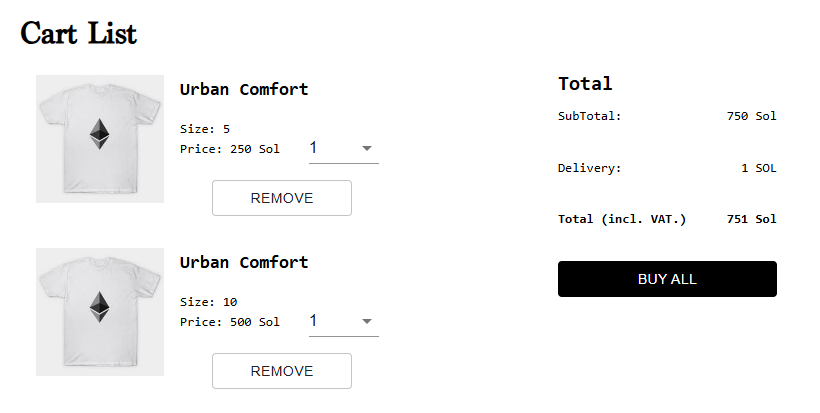 Cart List
Urban Comfort
Size: 5
Price: 250 Sol
1
REMOVE
Urban Comfort
Size: 10
Price: 500 Sol
1
REMOVE
Total
SubTotal: 750 Sol
Delivery: 1 SOL
Total (incl. VAT.) 751 Sol
BUY ALL